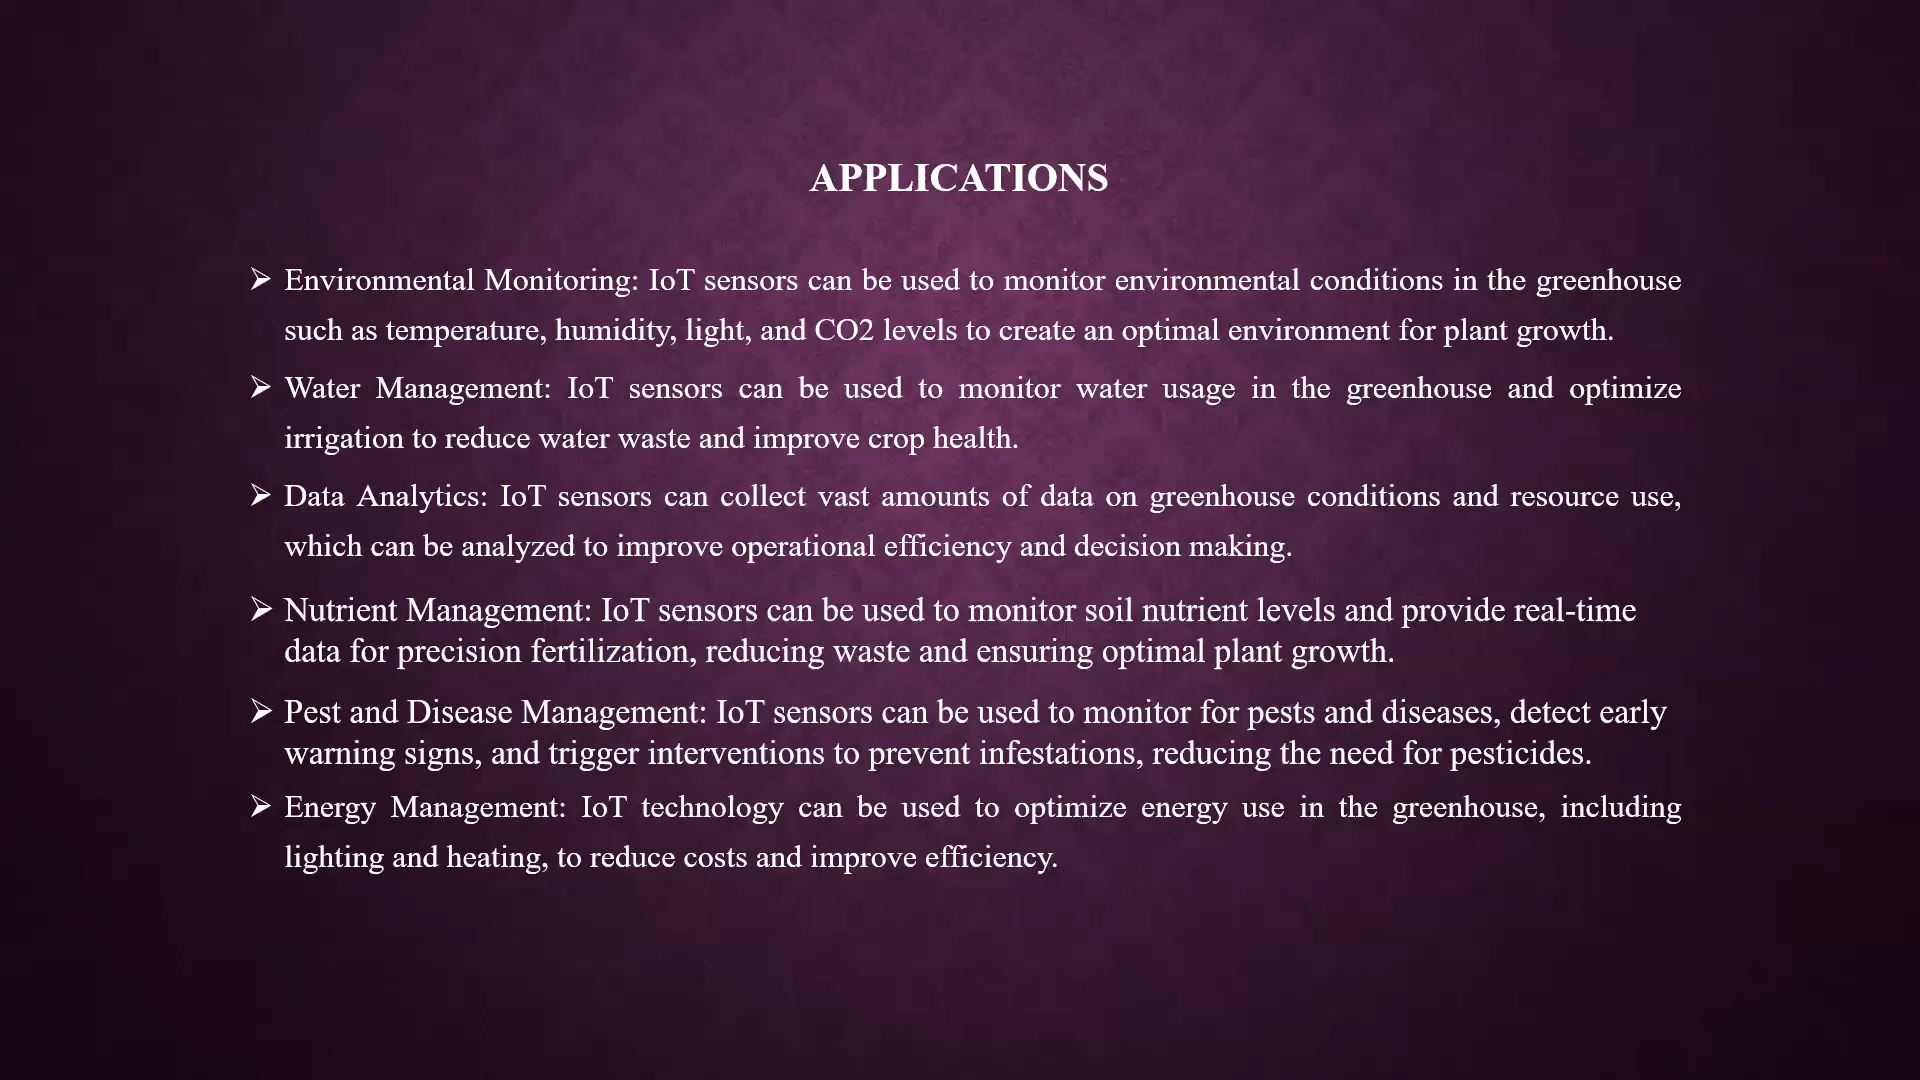 APPLICATIONS
➢ Environmental Monitoring: IoT sensors can be used to monitor environmental conditions in the greenhouse
such as temperature, humidity, light, and CO2 levels to create an optimal environment for plant growth.
➢ Water Management: IoT sensors can be used to monitor water usage in the greenhouse and optimize
irrigation to reduce water waste and improve crop health.
➢ Data Analytics: IoT sensors can collect vast amounts of data on greenhouse conditions and resource use,
which can be analyzed to improve operational efficiency and decision making.
➢ Nutrient Management: IoT sensors can be used to monitor soil nutrient levels and provide real-time
data for precision fertilization, reducing waste and ensuring optimal plant growth.
➢ Pest and Disease Management: IoT sensors can be used to monitor for pests and diseases, detect early
warning signs, and trigger interventions to prevent infestations, reducing the need for pesticides.
➢ Energy Management: IoT technology can be used to optimize energy use in the greenhouse, including
lighting and heating, to reduce costs and improve efficiency.